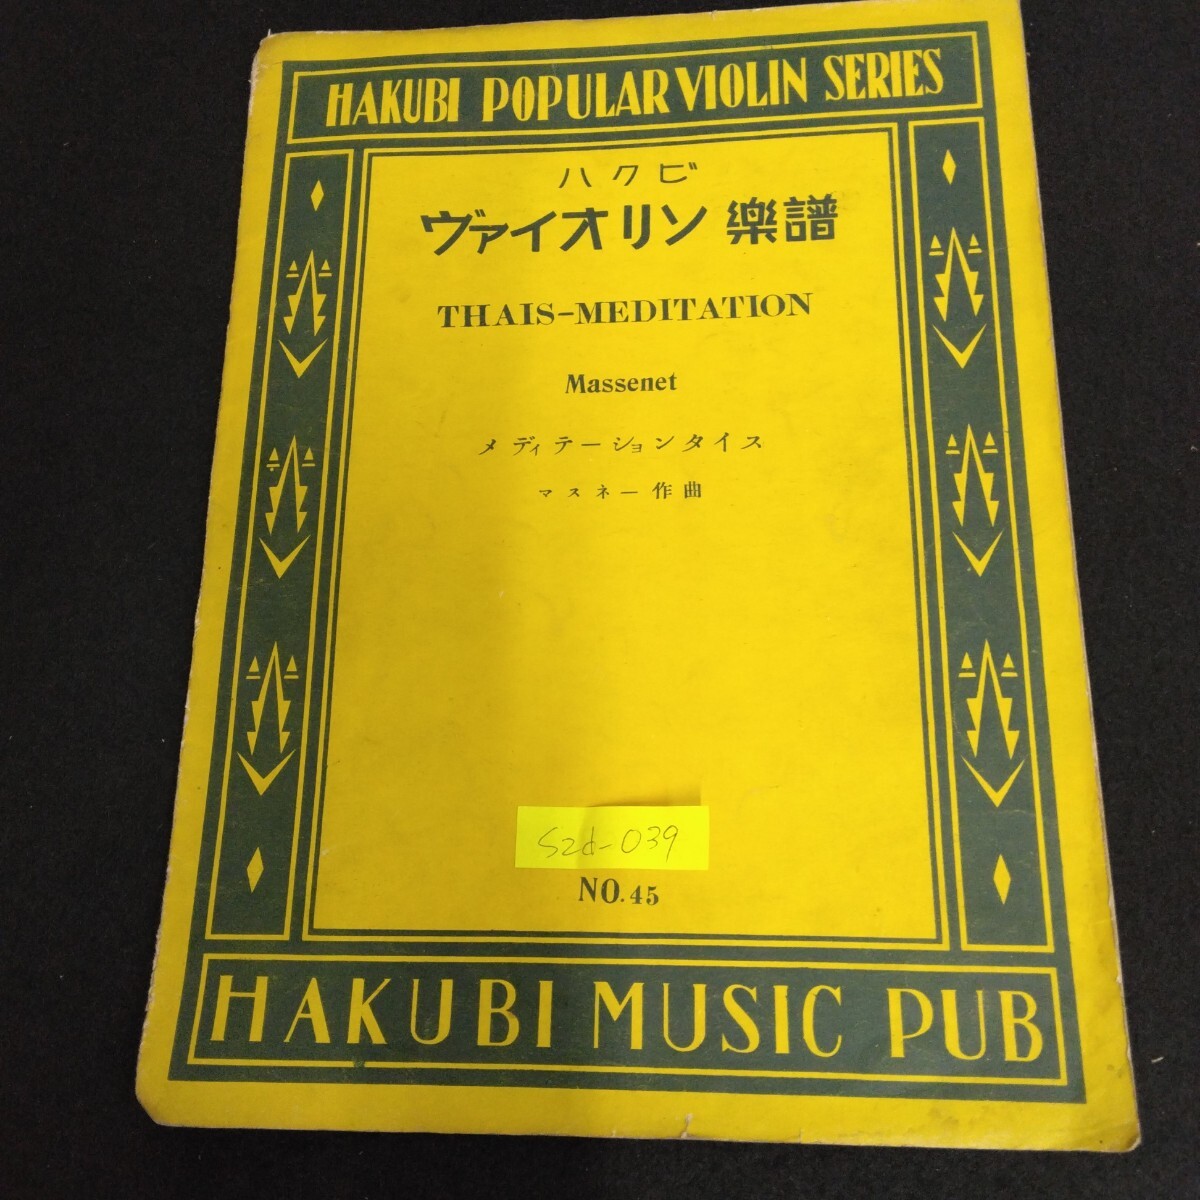 HAKUBI POPULAR VIOLIN SERIES
ハクビ
ヴァイオリン 樂譜
THAIS-MEDITATION
Massenet
メディテーションタイス
マスネー作曲
S2d-039
NO.45
HAKUBI MUSIC PUB